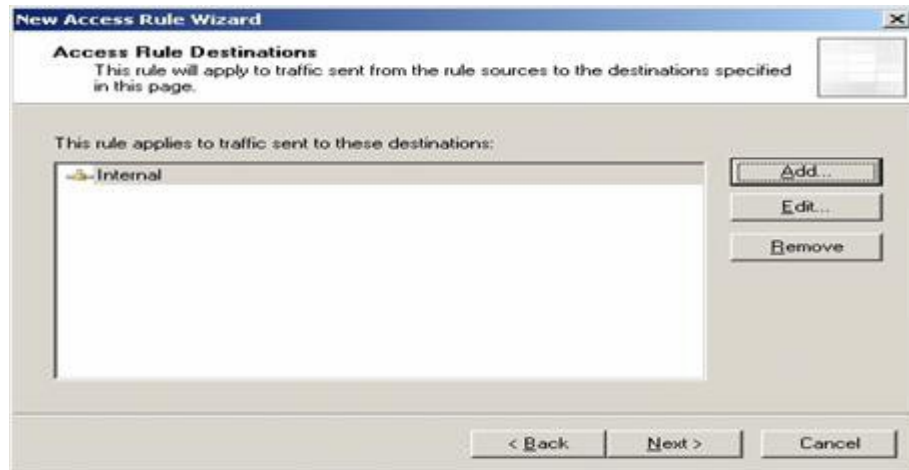 New Access Rule Wizard
Access Rule Destinations
This rule will apply to traffic sent from the rule sources to the destinations specified
in this page.
This rule applies to traffic sent to these destinations:
Internal
Add...
Edit...
Remove
< Back
Next >
Cancel